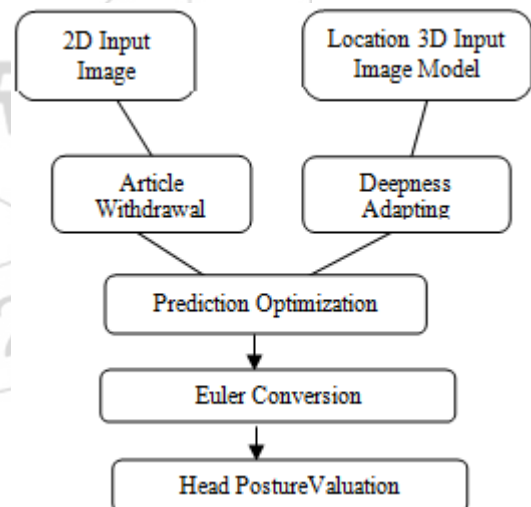 2D Input
Image
Location 3D Input
Image Model
Article
Withdrawal
Deepness
Adapting
Prediction Optimization
Euler Conversion
Head PostureValuation